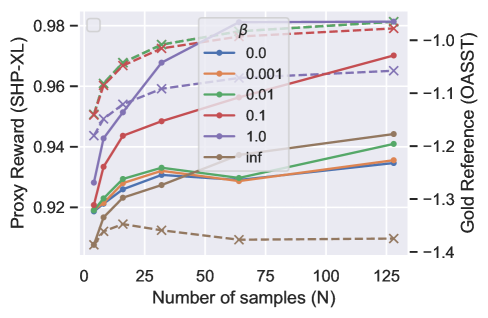 Proxy Reward (SHP-XL)
0.98
0.96
0.94
0.92
β
0.0
0.001
0.01
0.1
1.0
inf
−1.0
−1.1
−1.2
−1.3
−1.4
Gold Reference (OASST)
0 25 50 75 100 125
Number of samples (N)